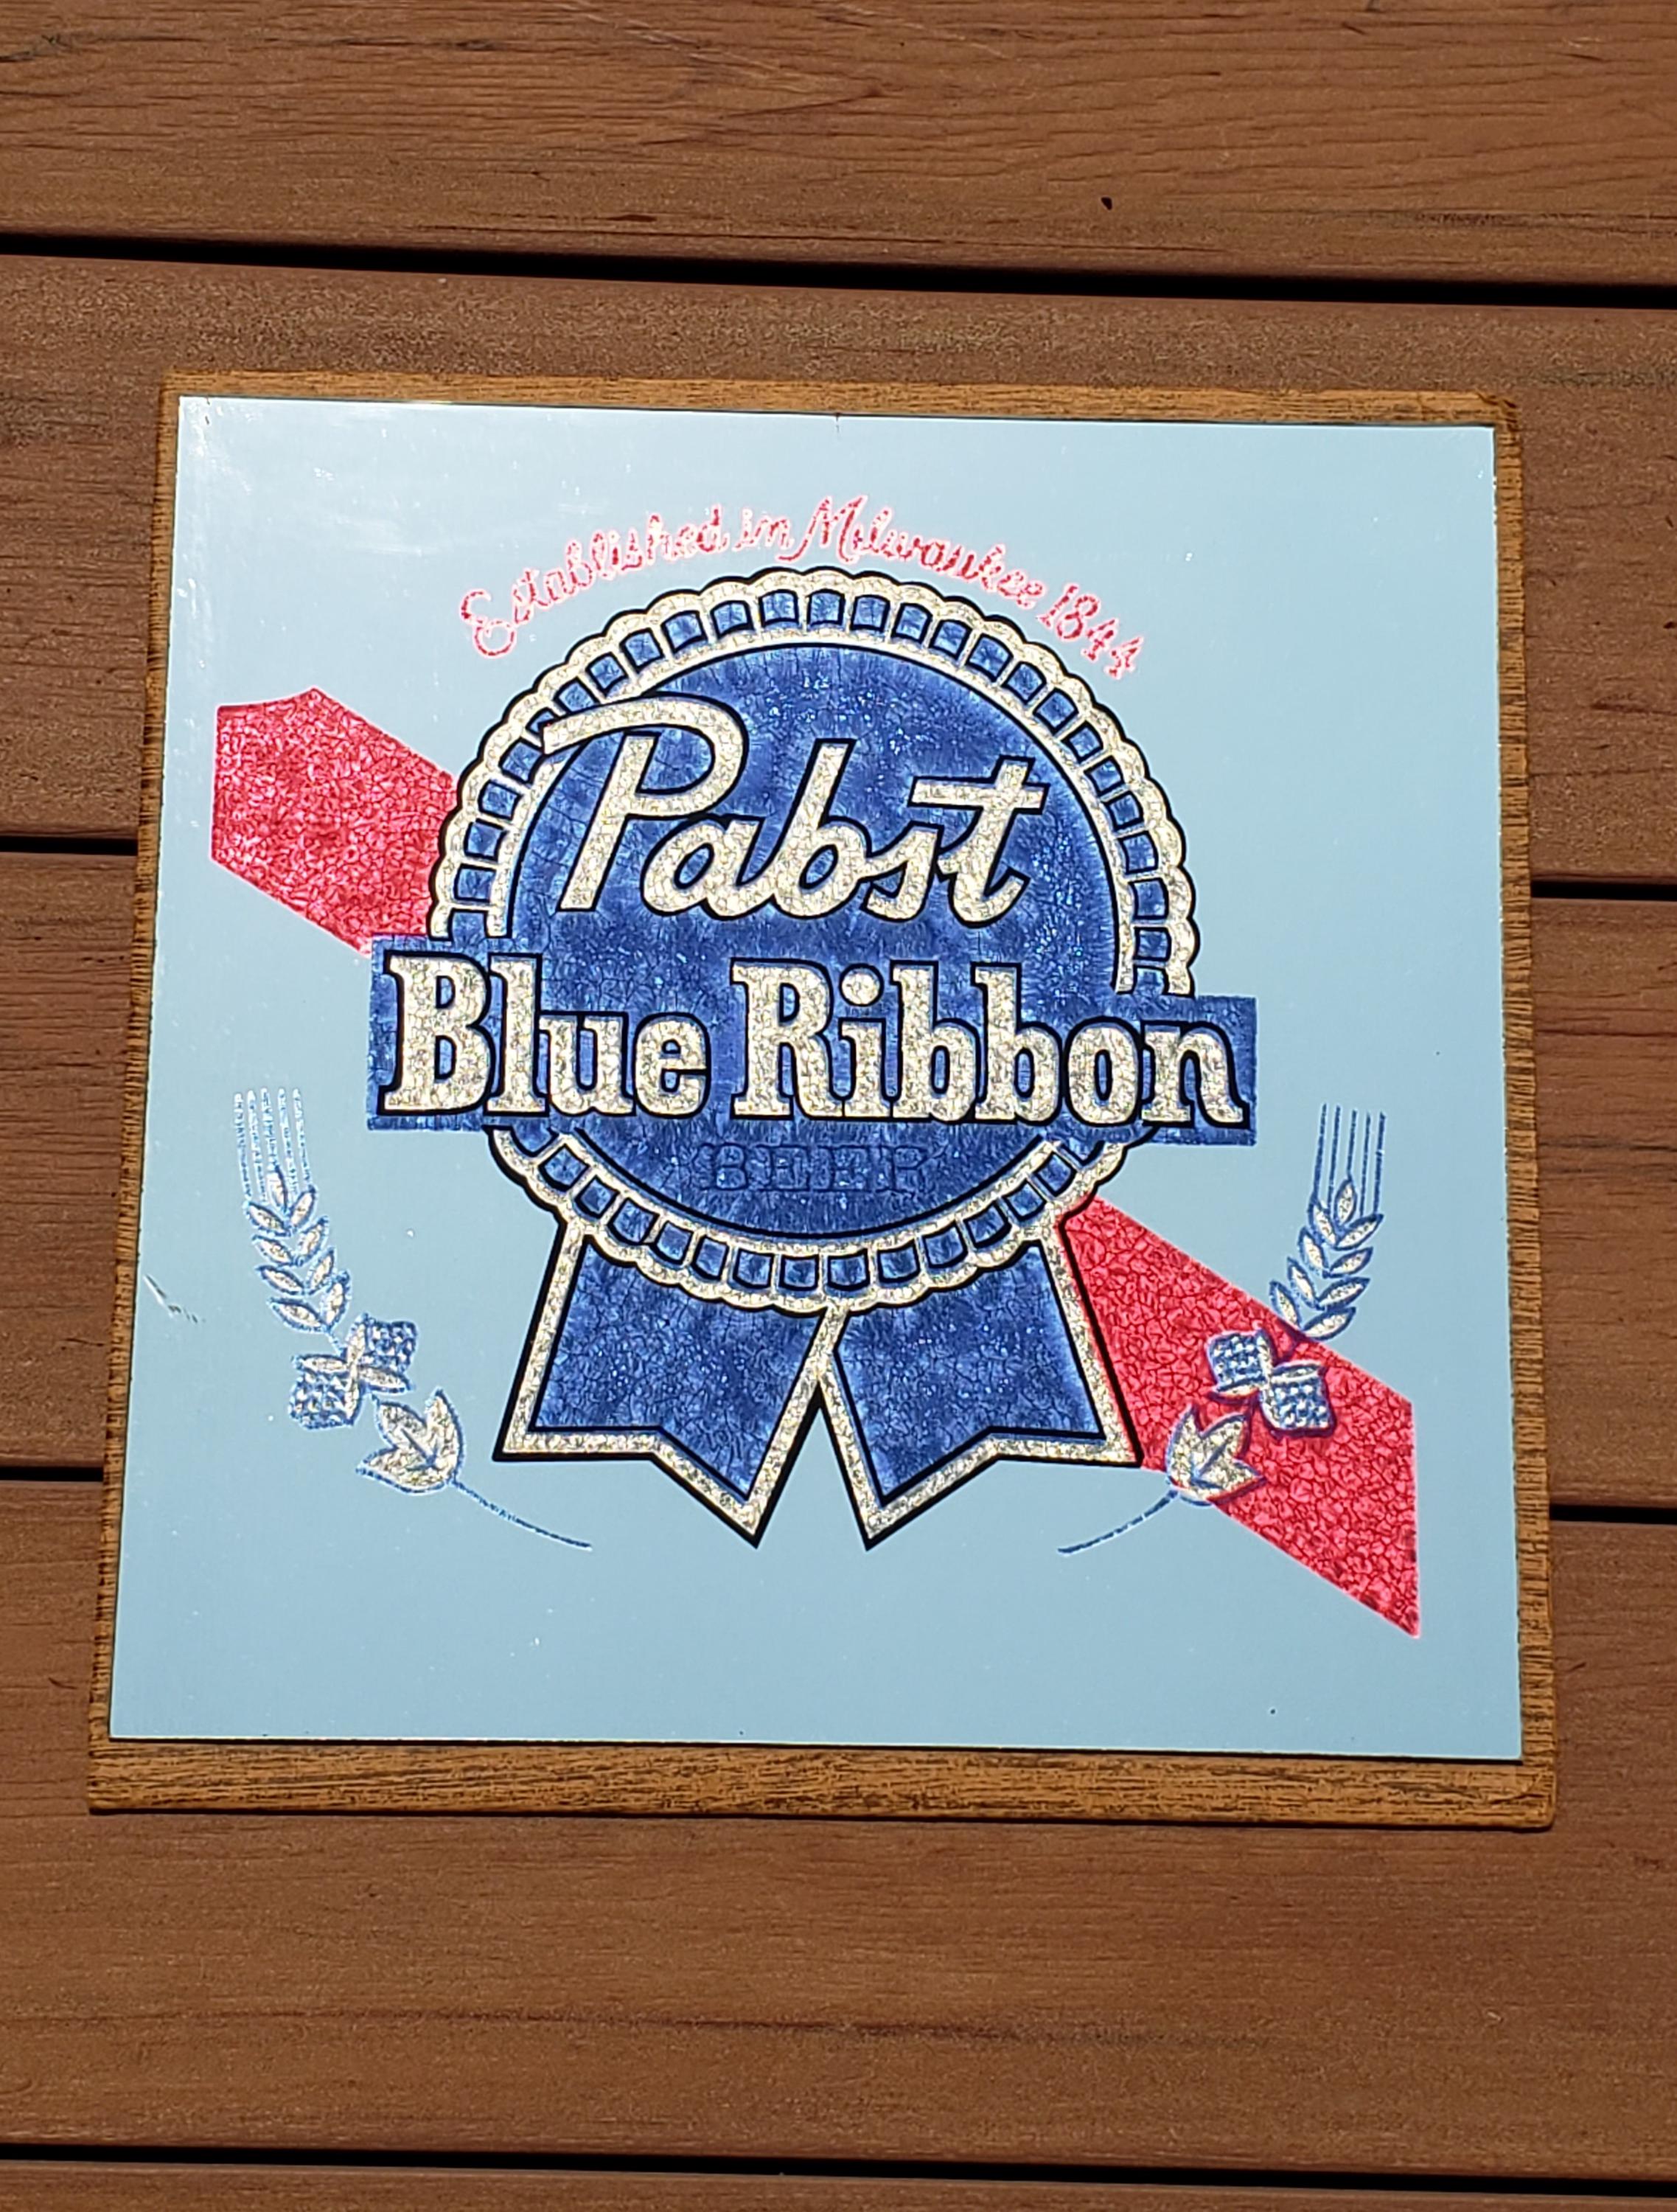 Established in Milwaukee 1844
Pabst
Blue Ribbon
BEER